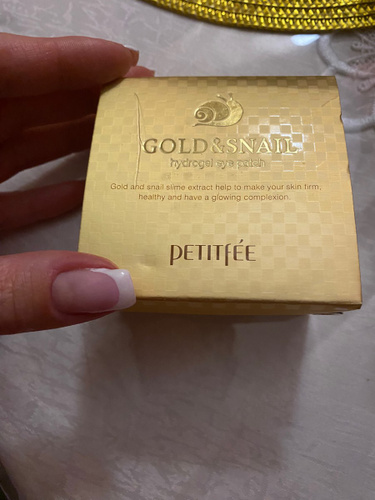 GOLD&SNAIL
hydrogel eye patch
Gold and snail slime extract help to make your skin firm,
healthy and have a glowing complexion.
PETITFÉE